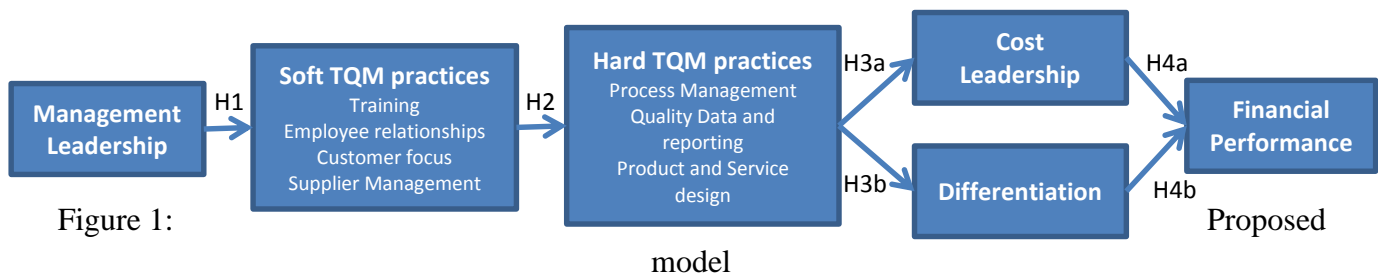 Management
Leadership
H1
Soft TQM practices
Training
Employee relationships
Customer focus
Supplier Management
H2
Hard TQM practices
Process Management
Quality Data and
reporting
Product and Service
design
H3a
H3b
Cost
Leadership
Differentiation
H4a
H4b
Financial
Performance
Figure 1:
Proposed
model